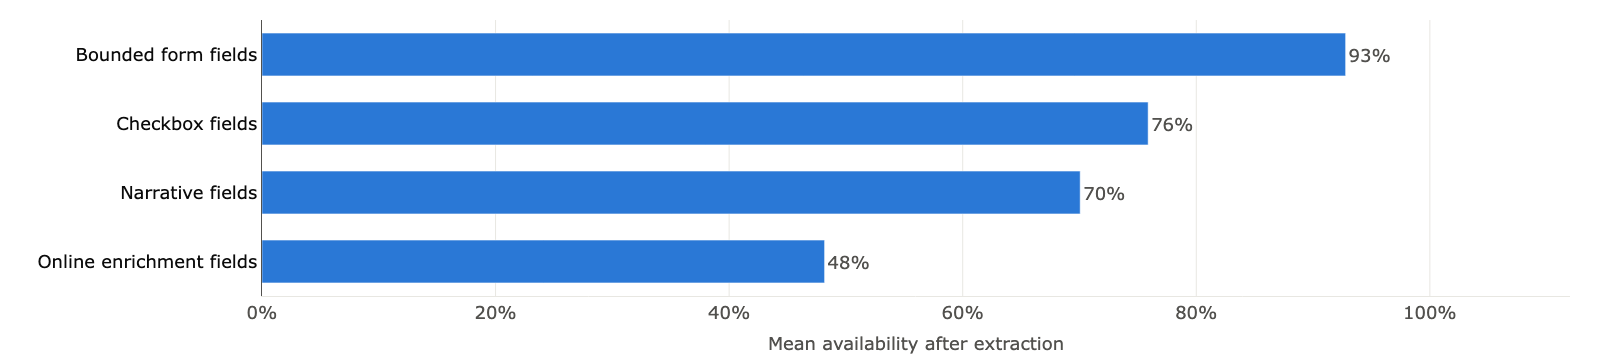 Bounded form fields 93%
Checkbox fields 76%
Narrative fields 70%
Online enrichment fields 48%
0% 20% 40% 60% 80% 100%
Mean availability after extraction